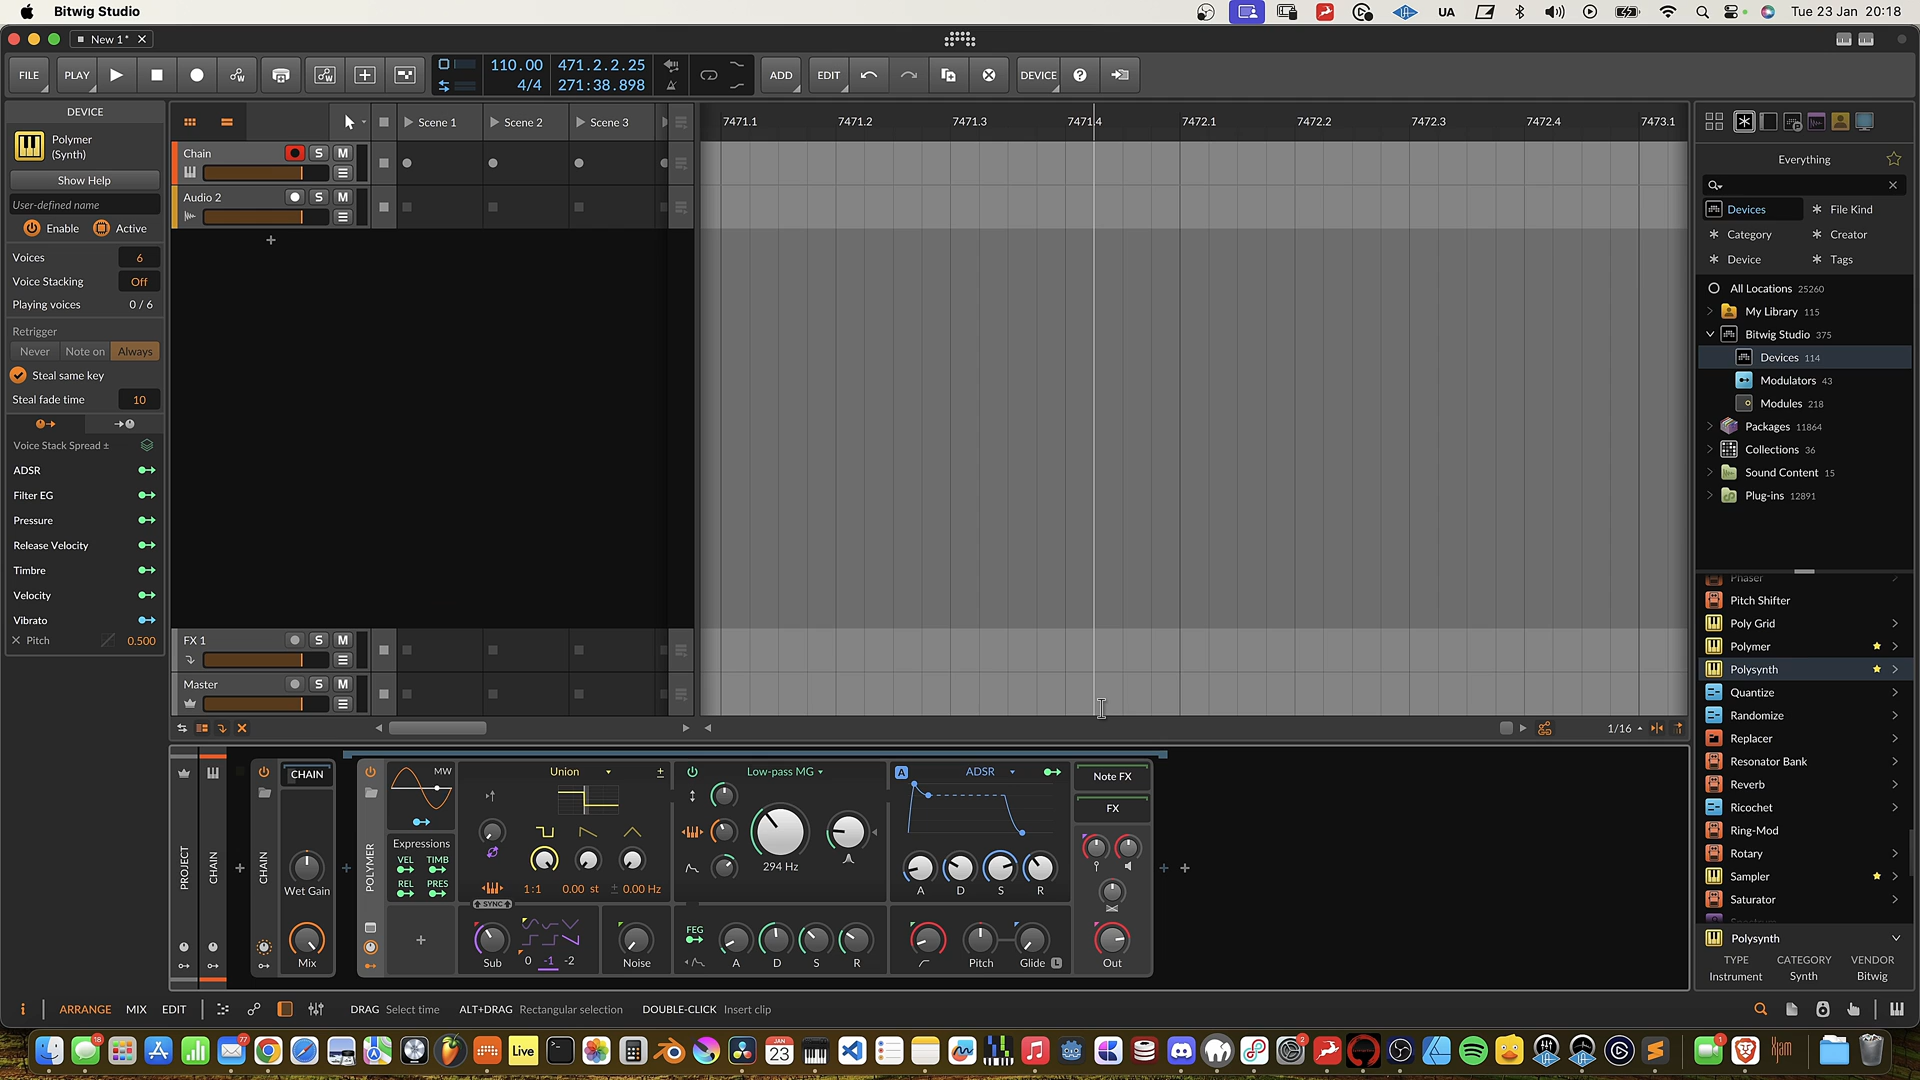 Bitwig Studio
UA
Tue 23 Jan 20:18
New 1*
FILE
PLAY
110.00
4/4
471.2.2.25
271:38.898
ADD
EDIT
DEVICE
DEVICE
Polymer
(Synth)
Show Help
User-defined name
Enable
Active
Voices
6
Voice Stacking
Off
Playing voices
0 / 6
Retrigger
Never
Note on
Always
Steal same key
Steal fade time
10
Voice Stack Spread ±
ADSR
Filter EG
Pressure
Release Velocity
Timbre
Velocity
Vibrato
Pitch
0.500
Scene 1
Scene 2
Scene 3
Chain
S
M
Audio 2
S
M
FX 1
S
M
Master
S
M
7471.1
7471.2
7471.3
7471.4
7472.1
7472.2
7472.3
7472.4
7473.1
1/16
Everything
Devices
File Kind
Category
Creator
Device
Tags
All Locations 25260
My Library 115
Bitwig Studio 375
Devices 114
Modulators 43
Modules 218
Packages 11864
Collections 36
Sound Content 15
Plug-ins 12891
Phaser
Pitch Shifter
Poly Grid
Polymer
Polysynth
Quantize
Randomize
Replacer
Resonator Bank
Reverb
Ricochet
Ring-Mod
Rotary
Sampler
Saturator
Polysynth
TYPE
CATEGORY
VENDOR
Instrument
Synth
Bitwig
PROJECT
CHAIN
CHAIN
CHAIN
Wet Gain
Mix
POLYMER
MW
Expressions
VEL
TIMB
REL
PRES
Union
1:1
0.00 st
± 0.00 Hz
SYNC
Sub
0
-1
-2
Noise
Low-pass MG
294 Hz
FEG
A
D
S
R
A
ADSR
A
D
S
R
Pitch
Glide
L
Note FX
FX
Out
i
ARRANGE
MIX
EDIT
DRAG Select time
ALT+DRAG Rectangular selection
DOUBLE-CLICK Insert clip
18
77
JAN
23
Live
2
1